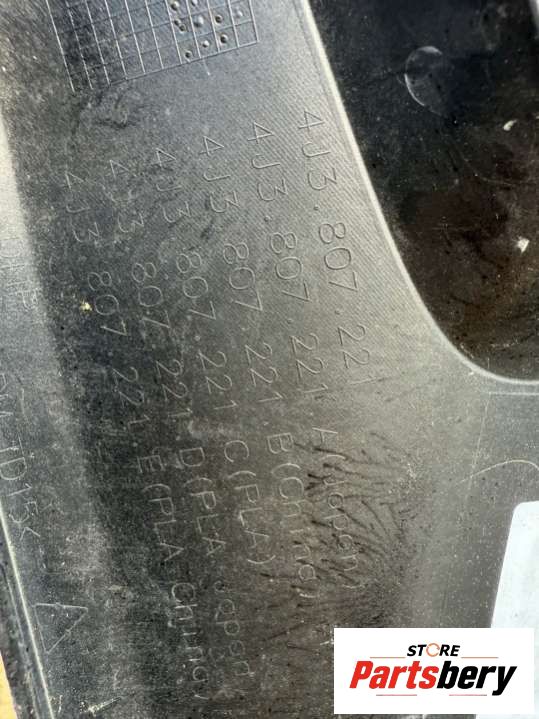 4J3.807.221
4J3.807.221.A(Japan)
4J3.807.221.B(China)
4J3.807.221.C(PLA)
4J3.807.221.D(PLA Japan)
4J3.807.221.E(PLA China)
TD15<
STORE
Partsbery